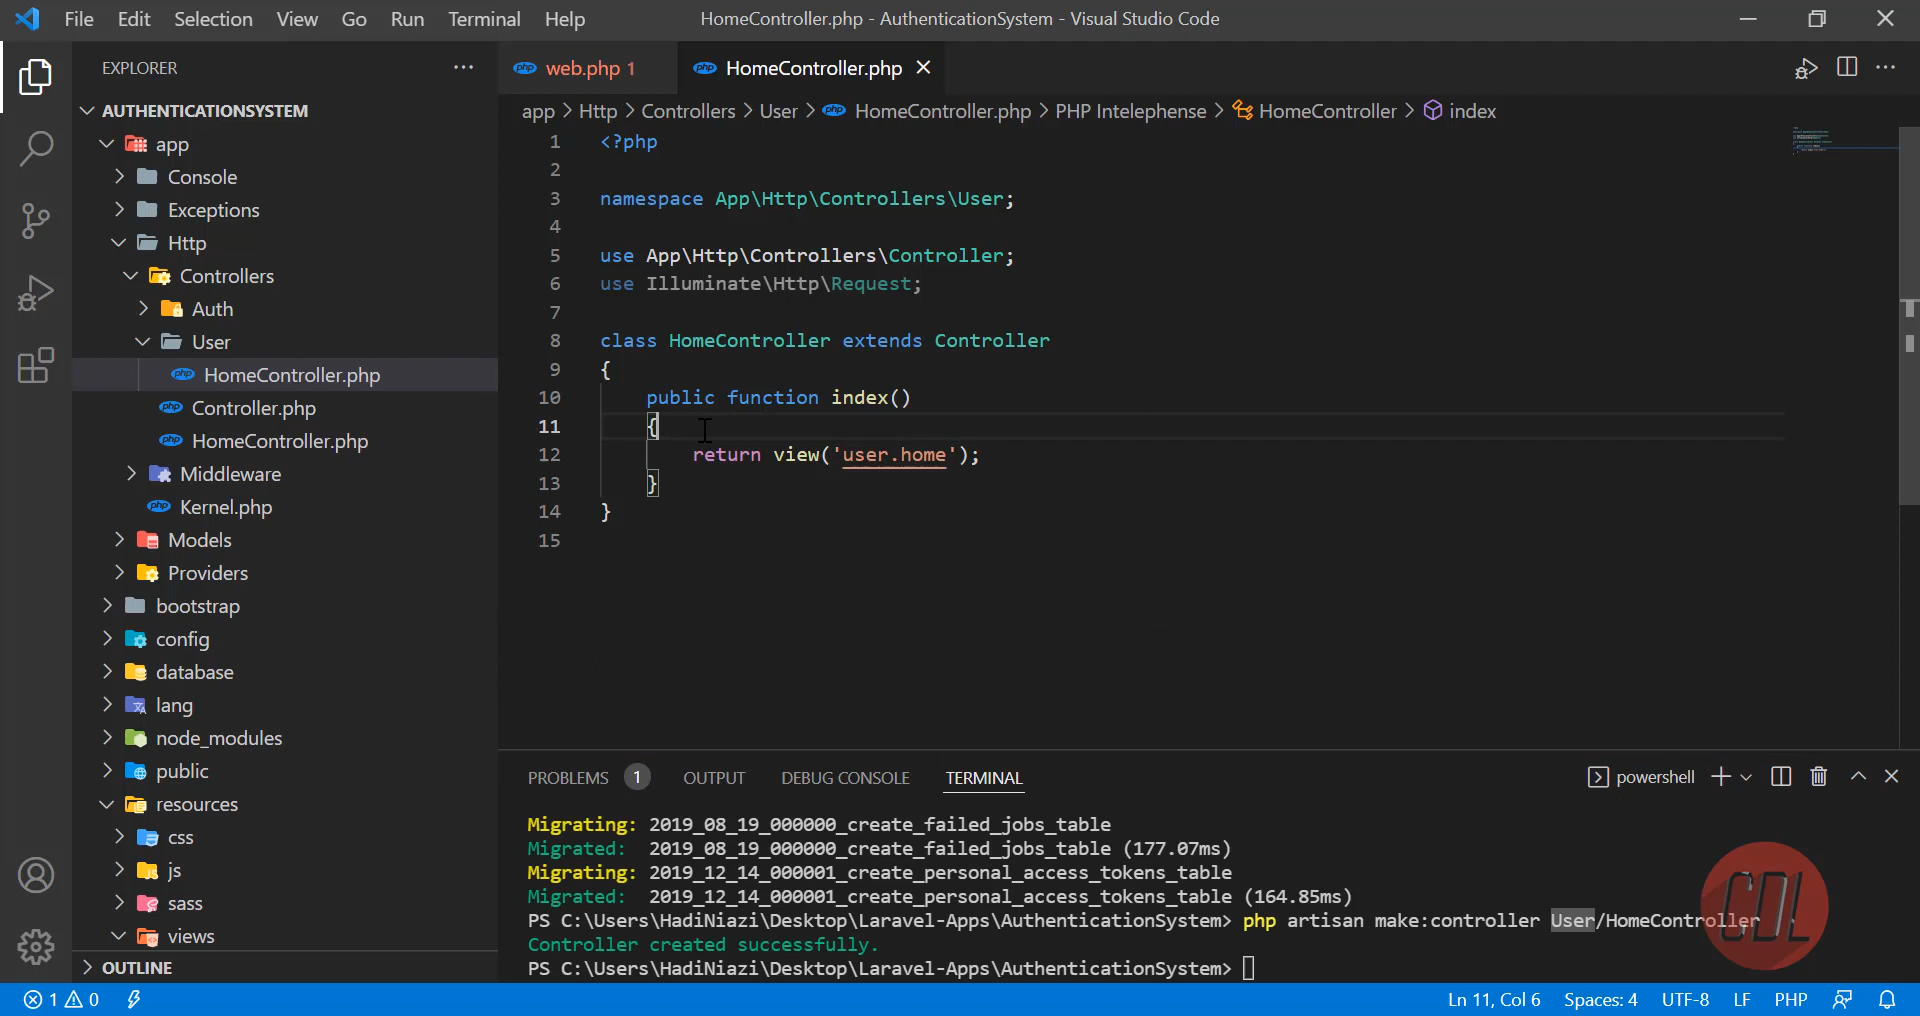 File Edit Selection View Go Run Terminal Help
HomeController.php - AuthenticationSystem - Visual Studio Code
EXPLORER
AUTHENTICATIONSYSTEM
app
Console
Exceptions
Http
Controllers
Auth
User
HomeController.php
Controller.php
HomeController.php
Middleware
Kernel.php
Models
Providers
bootstrap
config
database
lang
node_modules
public
resources
css
js
sass
views
OUTLINE
web.php 1
HomeController.php
app > Http > Controllers > User > HomeController.php > PHP Intelephense > HomeController > index
1 <?php
2
3 namespace App\Http\Controllers\User;
4
5 use App\Http\Controllers\Controller;
6 use Illuminate\Http\Request;
7
8 class HomeController extends Controller
9 {
10 public function index()
11 {
12 return view('user.home');
13 }
14 }
15
PROBLEMS 1 OUTPUT DEBUG CONSOLE TERMINAL
powershell
Migrating: 2019_08_19_000000_create_failed_jobs_table
Migrated: 2019_08_19_000000_create_failed_jobs_table (177.07ms)
Migrating: 2019_12_14_000001_create_personal_access_tokens_table
Migrated: 2019_12_14_000001_create_personal_access_tokens_table (164.85ms)
PS C:\Users\HadiNiazi\Desktop\Laravel-Apps\AuthenticationSystem> php artisan make:controller User/HomeController
Controller created successfully.
PS C:\Users\HadiNiazi\Desktop\Laravel-Apps\AuthenticationSystem>
CDL
1 0
Ln 11, Col 6 Spaces: 4 UTF-8 LF PHP